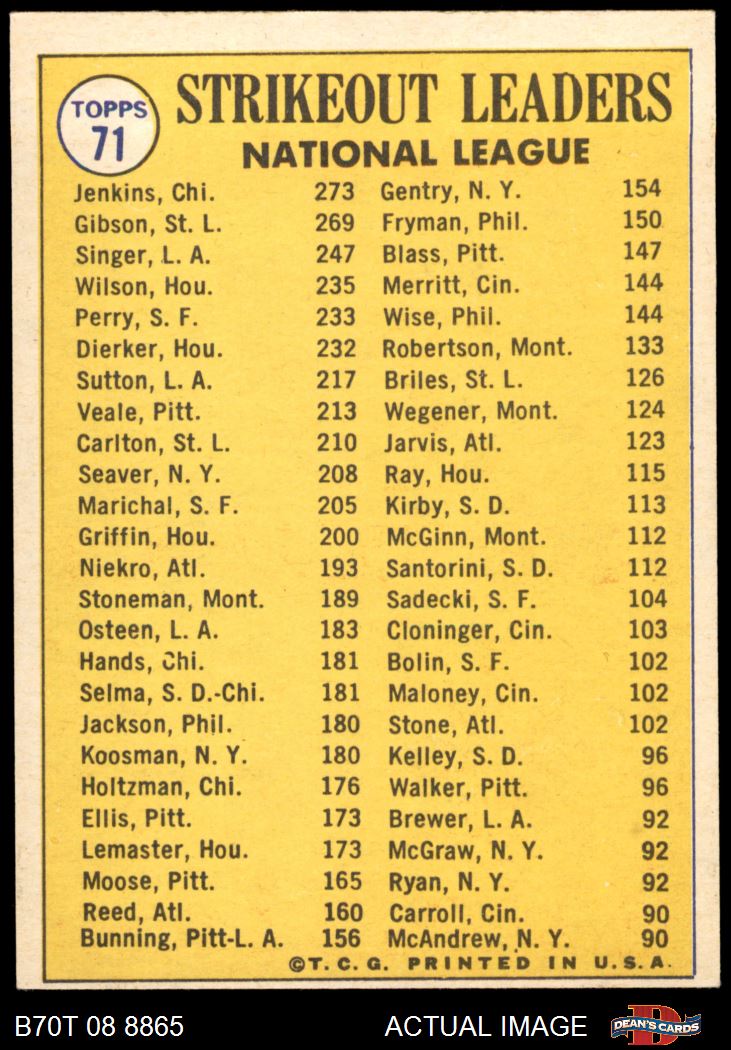 TOPPS
71
STRIKEOUT LEADERS
NATIONAL LEAGUE
Jenkins, Chi. 273
Gibson, St. L. 269
Singer, L. A. 247
Wilson, Hou. 235
Perry, S. F. 233
Dierker, Hou. 232
Sutton, L. A. 217
Veale, Pitt. 213
Carlton, St. L. 210
Seaver, N. Y. 208
Marichal, S. F. 205
Griffin, Hou. 200
Niekro, Atl. 193
Stoneman, Mont. 189
Osteen, L. A. 183
Hands, Chi. 181
Selma, S. D.-Chi. 181
Jackson, Phil. 180
Koosman, N. Y. 180
Holtzman, Chi. 176
Ellis, Pitt. 173
Lemaster, Hou. 173
Moose, Pitt. 165
Reed, Atl. 160
Bunning, Pitt-L. A. 156
Gentry, N. Y. 154
Fryman, Phil. 150
Blass, Pitt. 147
Merritt, Cin. 144
Wise, Phil. 144
Robertson, Mont. 133
Briles, St. L. 126
Wegener, Mont. 124
Jarvis, Atl. 123
Ray, Hou. 115
Kirby, S. D. 113
McGinn, Mont. 112
Santorini, S. D. 112
Sadecki, S. F. 104
Cloninger, Cin. 103
Bolin, S. F. 102
Maloney, Cin. 102
Stone, Atl. 102
Kelley, S. D. 96
Walker, Pitt. 96
Brewer, L. A. 92
McGraw, N. Y. 92
Ryan, N. Y. 92
Carroll, Cin. 90
McAndrew, N. Y. 90
©T. C. G. PRINTED IN U.S.A.
B70T 08 8865
ACTUAL IMAGE
D
DEAN'S CARDS